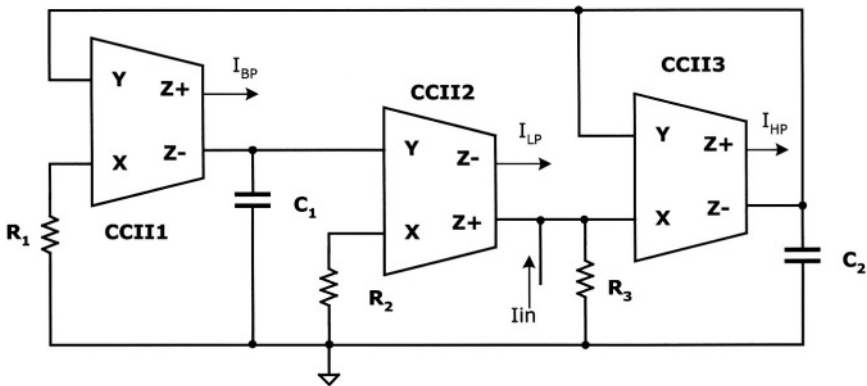 I_BP
CCII1
Y
Z+
X
Z-
R_1
C_1
CCII2
I_LP
Y
Z-
X
Z+
R_2
Iin
R_3
CCII3
I_HP
Y
Z+
X
Z-
C_2